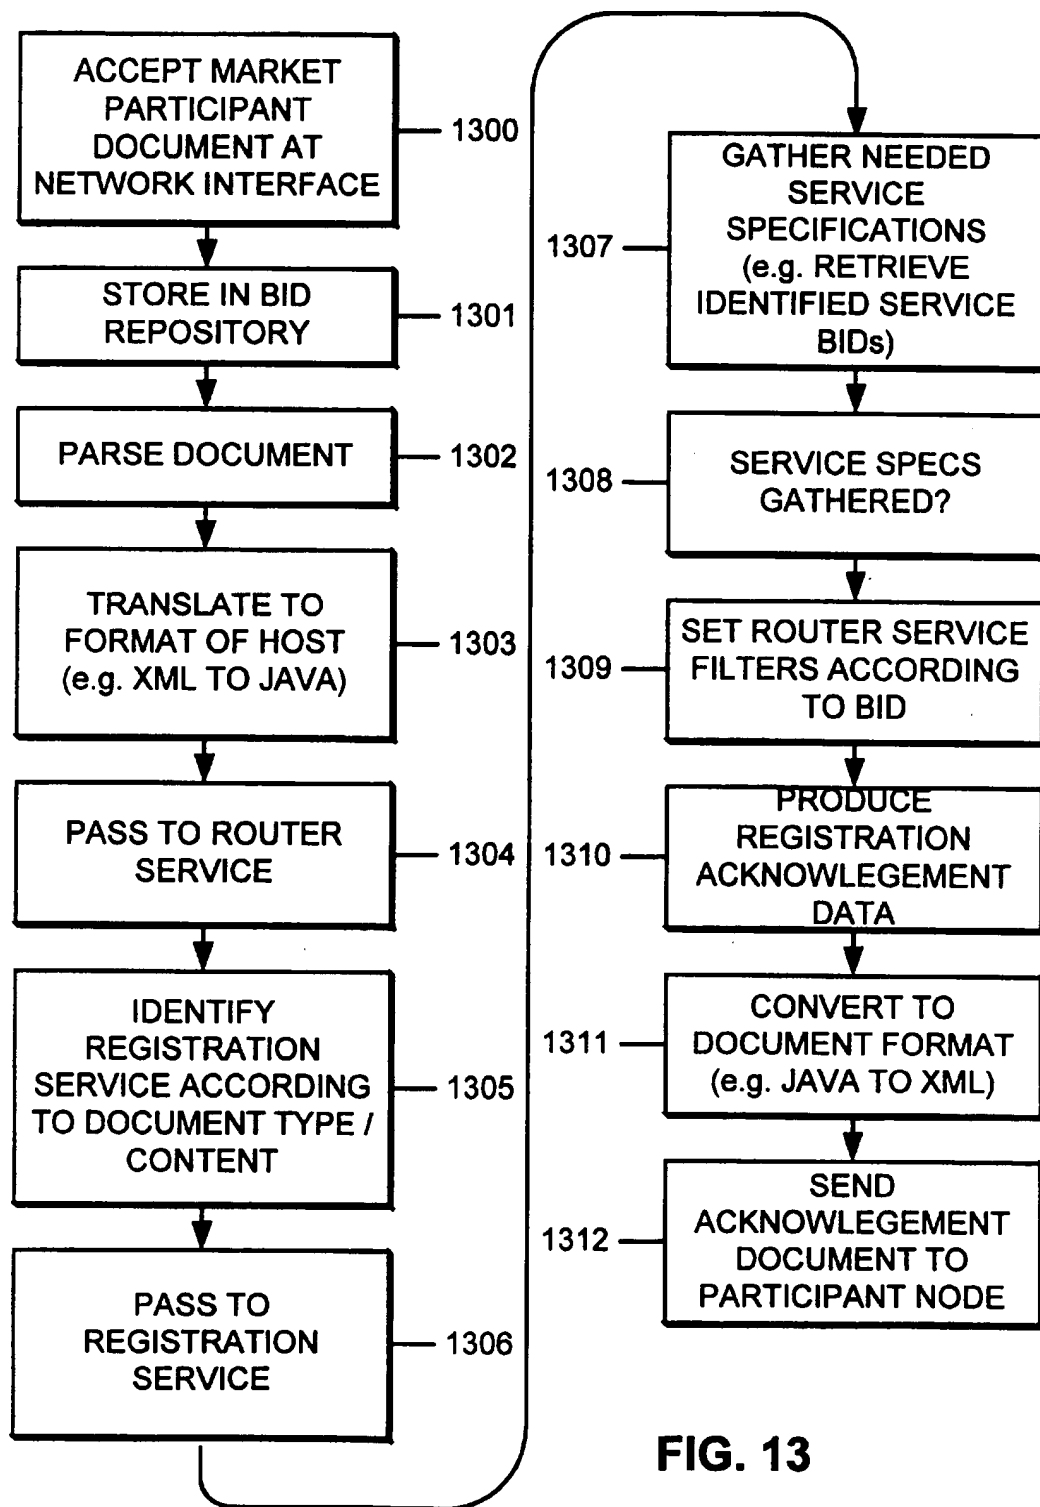 ACCEPT MARKET
PARTICIPANT
DOCUMENT AT
NETWORK INTERFACE
1300
STORE IN BID
REPOSITORY
1301
PARSE DOCUMENT
1302
TRANSLATE TO
FORMAT OF HOST
(e.g. XML TO JAVA)
1303
PASS TO ROUTER
SERVICE
1304
IDENTIFY
REGISTRATION
SERVICE ACCORDING
TO DOCUMENT TYPE /
CONTENT
1305
PASS TO
REGISTRATION
SERVICE
1306
GATHER NEEDED
SERVICE
SPECIFICATIONS
(e.g. RETRIEVE
IDENTIFIED SERVICE
BIDs)
1307
SERVICE SPECS
GATHERED?
1308
SET ROUTER SERVICE
FILTERS ACCORDING
TO BID
1309
PRODUCE
REGISTRATION
ACKNOWLEGEMENT
DATA
1310
CONVERT TO
DOCUMENT FORMAT
(e.g. JAVA TO XML)
1311
SEND
ACKNOWLEGEMENT
DOCUMENT TO
PARTICIPANT NODE
1312
FIG. 13